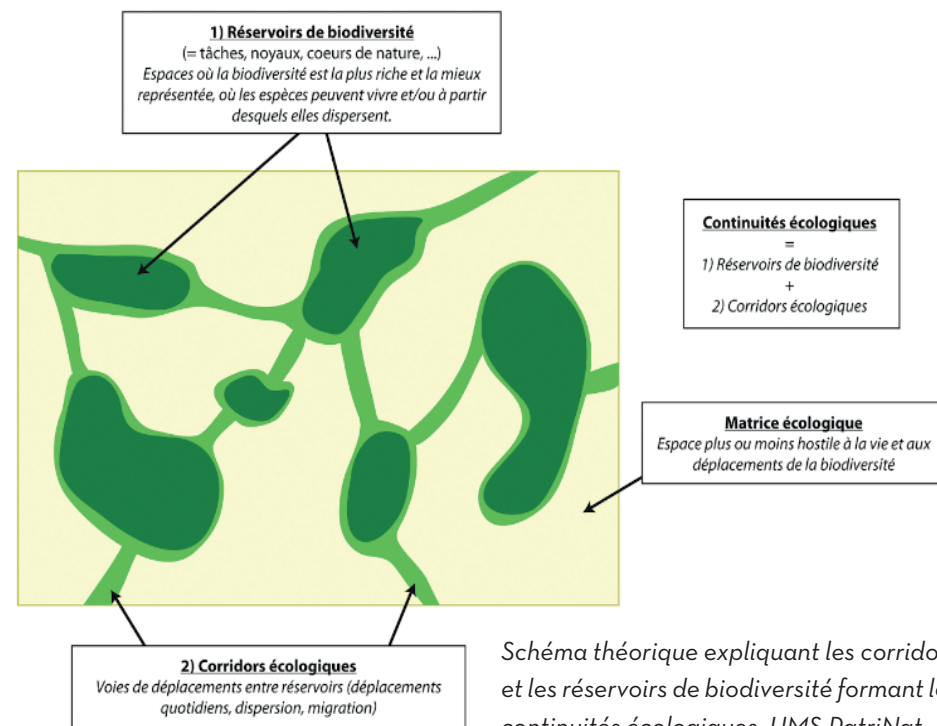 1) Réservoirs de biodiversité
(= tâches, noyaux, coeurs de nature, ...)
Espaces où la biodiversité est la plus riche et la mieux
représentée, où les espèces peuvent vivre et/ou à partir
desquels elles dispersent.
Continuités écologiques
=
1) Réservoirs de biodiversité
+
2) Corridors écologiques
Matrice écologique
Espace plus ou moins hostile à la vie et aux
déplacements de la biodiversité
2) Corridors écologiques
Voies de déplacements entre réservoirs (déplacements
quotidiens, dispersion, migration)
Schéma théorique expliquant les corrido
et les réservoirs de biodiversité formant l
continuités écologiques, UMS PatriNat